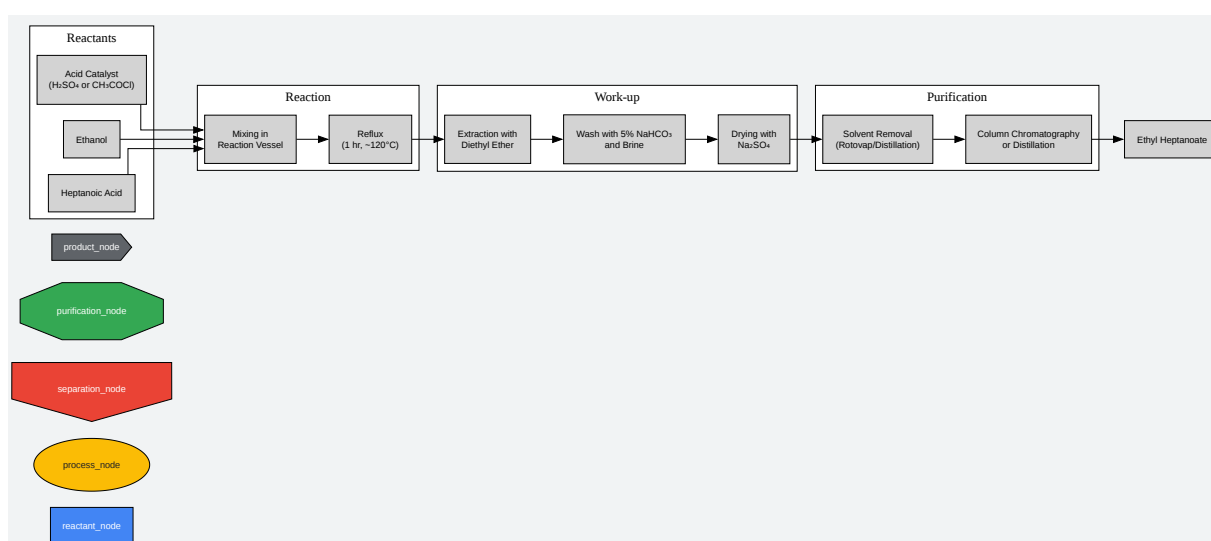 Reactants
Acid Catalyst
(H₂SO₄ or CH₃COCl)
Ethanol
Heptanoic Acid
Reaction
Mixing in
Reaction Vessel
Reflux
(1 hr, ~120°C)
Work-up
Extraction with
Diethyl Ether
Wash with 5% NaHCO₃
and Brine
Drying with
Na₂SO₄
Purification
Solvent Removal
(Rotovap/Distillation)
Column Chromatography
or Distillation
Ethyl Heptanoate
product_node
purification_node
separation_node
process_node
reactant_node